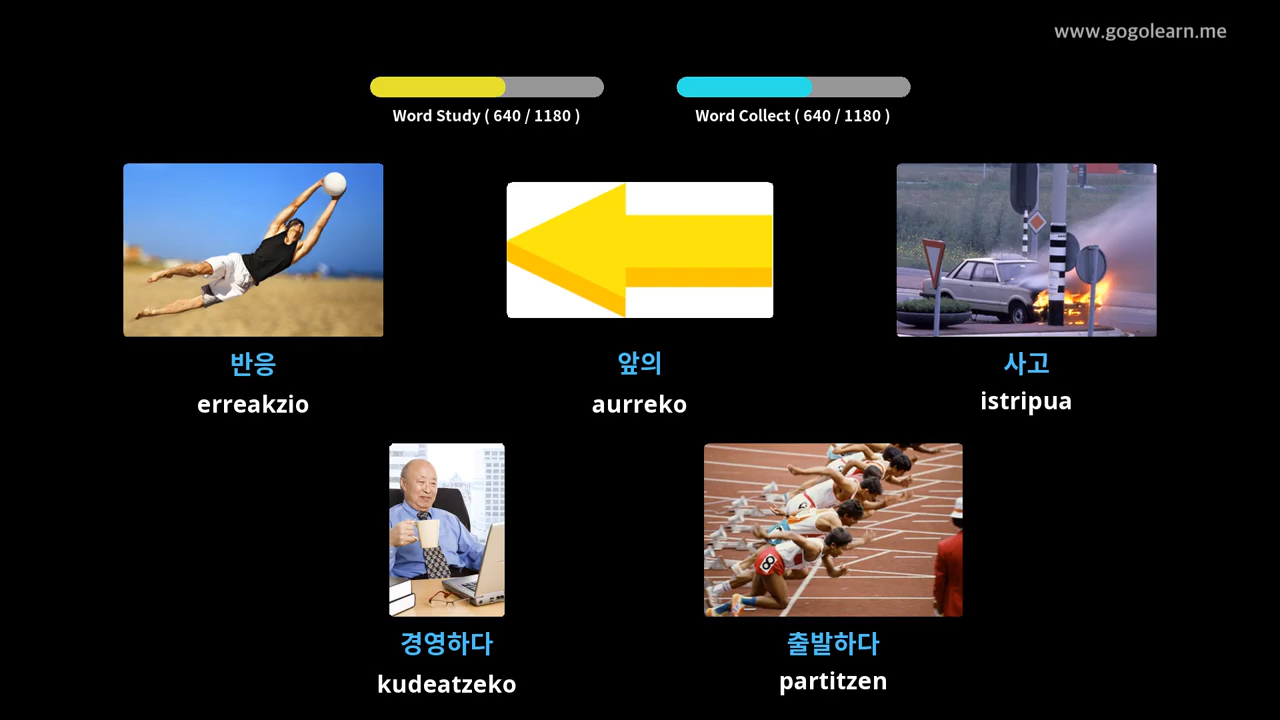 www.gogolearn.me
Word Study ( 640 / 1180 )
Word Collect ( 640 / 1180 )
반응
erreakzio
앞의
aurreko
사고
istripua
경영하다
kudeatzeko
출발하다
partitzen